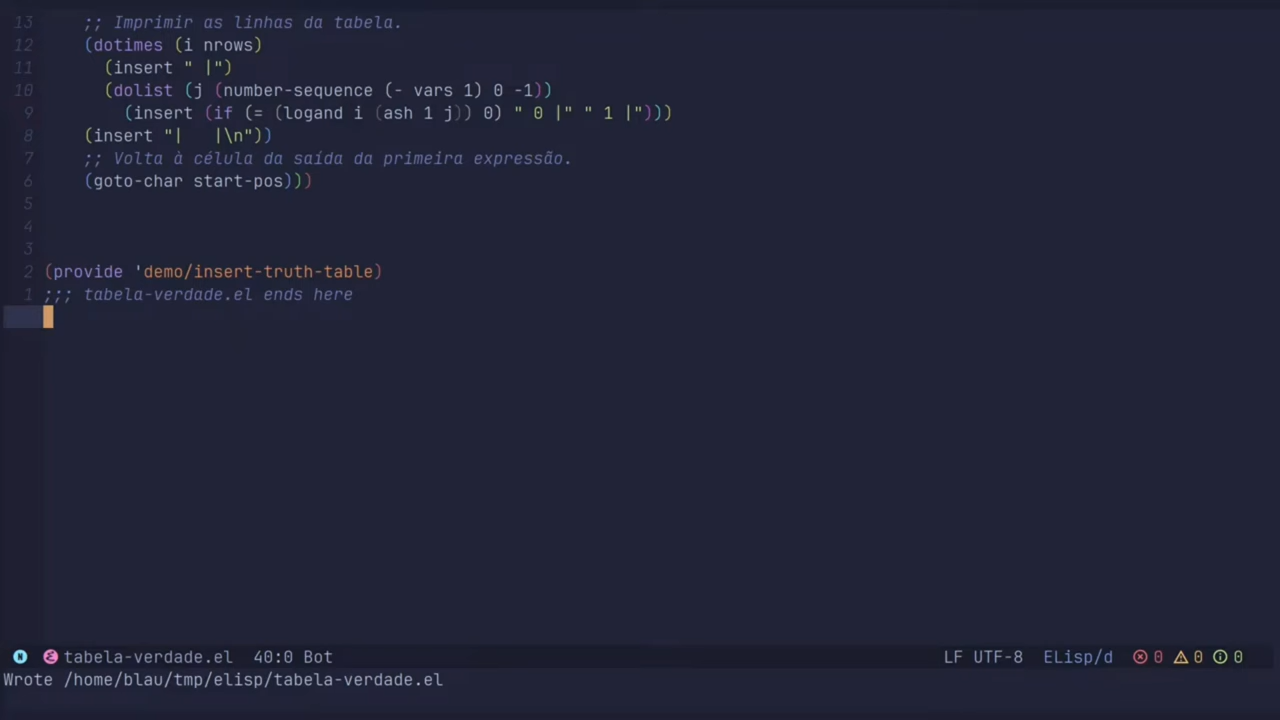 13 ;; Imprimir as linhas da tabela.
12 (dotimes (i nrows)
11 (insert " |")
10 (dolist (j (number-sequence (- vars 1) 0 -1))
9 (insert (if (= (logand i (ash 1 j)) 0) " 0 |" " 1 |")))
8 (insert "|   |\n"))
7 ;; Volta à célula da saída da primeira expressão.
6 (goto-char start-pos)))
5
4
3
2 (provide 'demo/insert-truth-table)
1 ;;; tabela-verdade.el ends here
N tabela-verdade.el 40:0 Bot LF UTF-8 ELisp/d 0 0 0
Wrote /home/blau/tmp/elisp/tabela-verdade.el